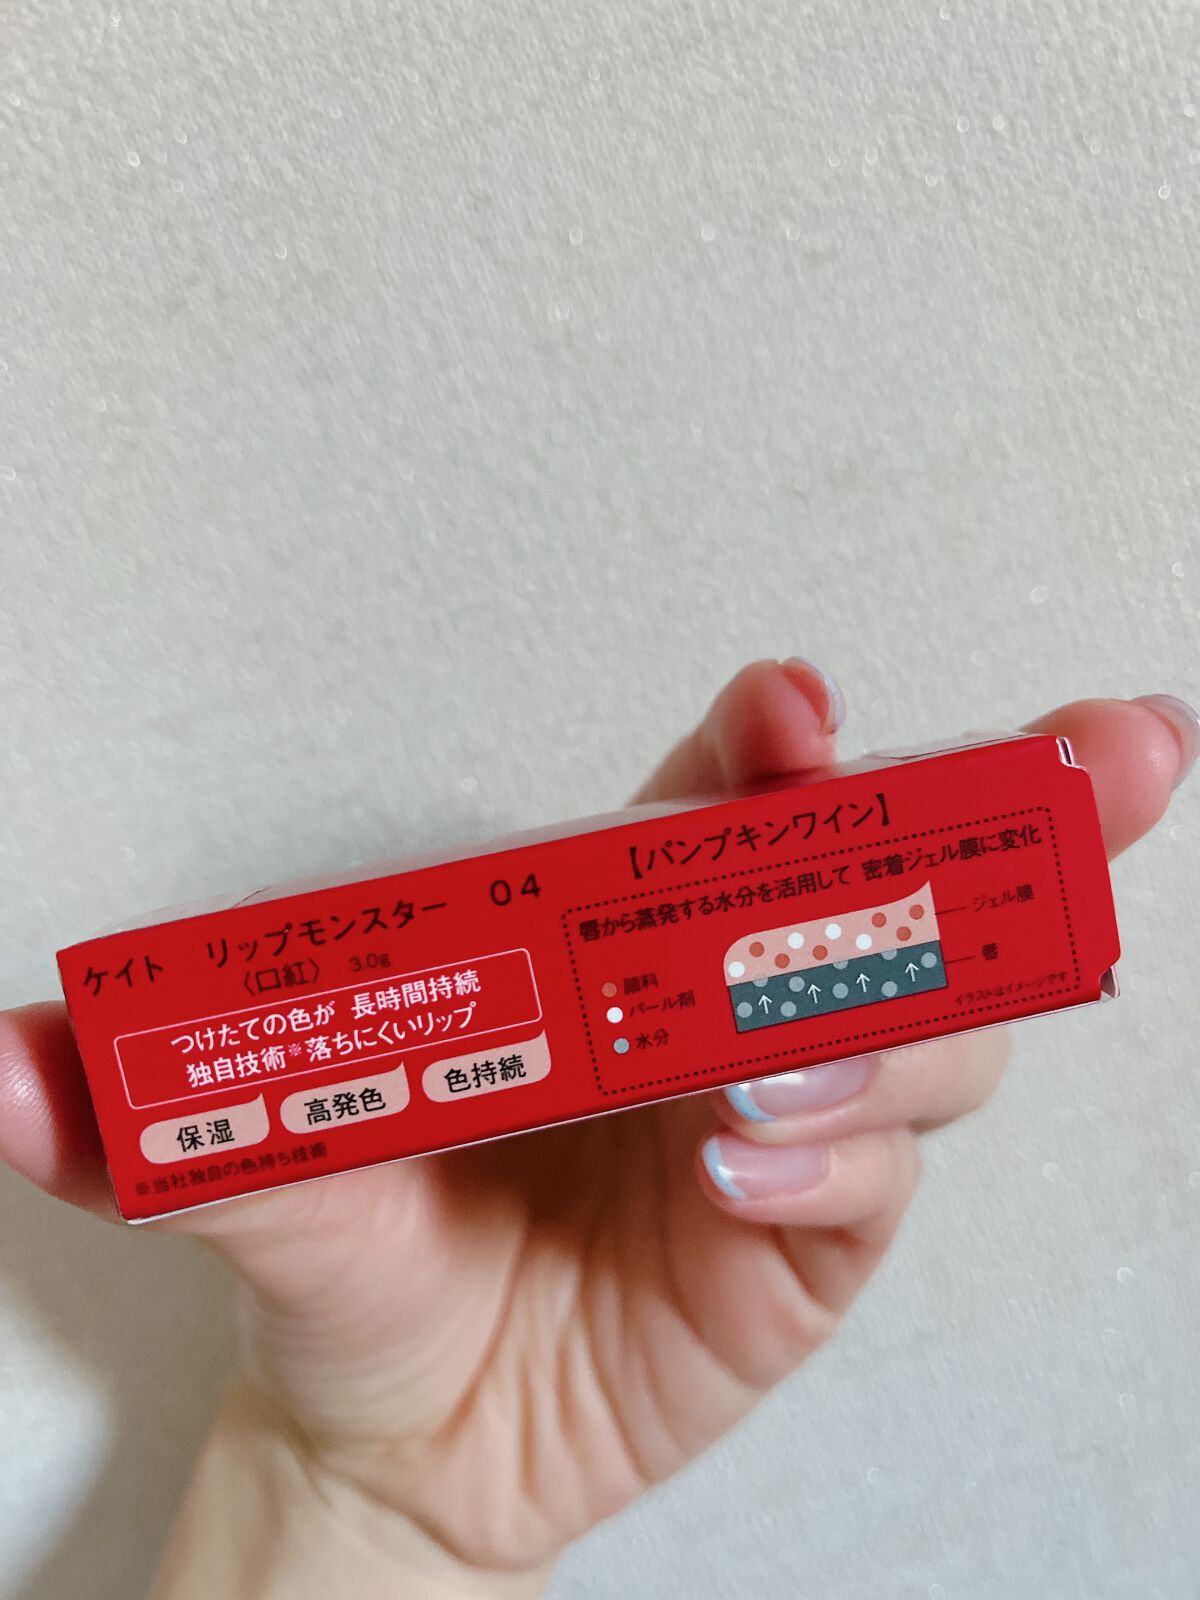 ケイト リップモンスター 04 【パンプキンワイン】
〈口紅〉 3.0g
つけたての色が 長時間持続
独自技術※落ちにくいリップ
保湿 高発色 色持続
※当社独自の色持ち技術
唇から蒸発する水分を活用して 密着ジェル膜に変化
顔料
パール剤
水分
ジェル膜
唇
イラストはイメージです